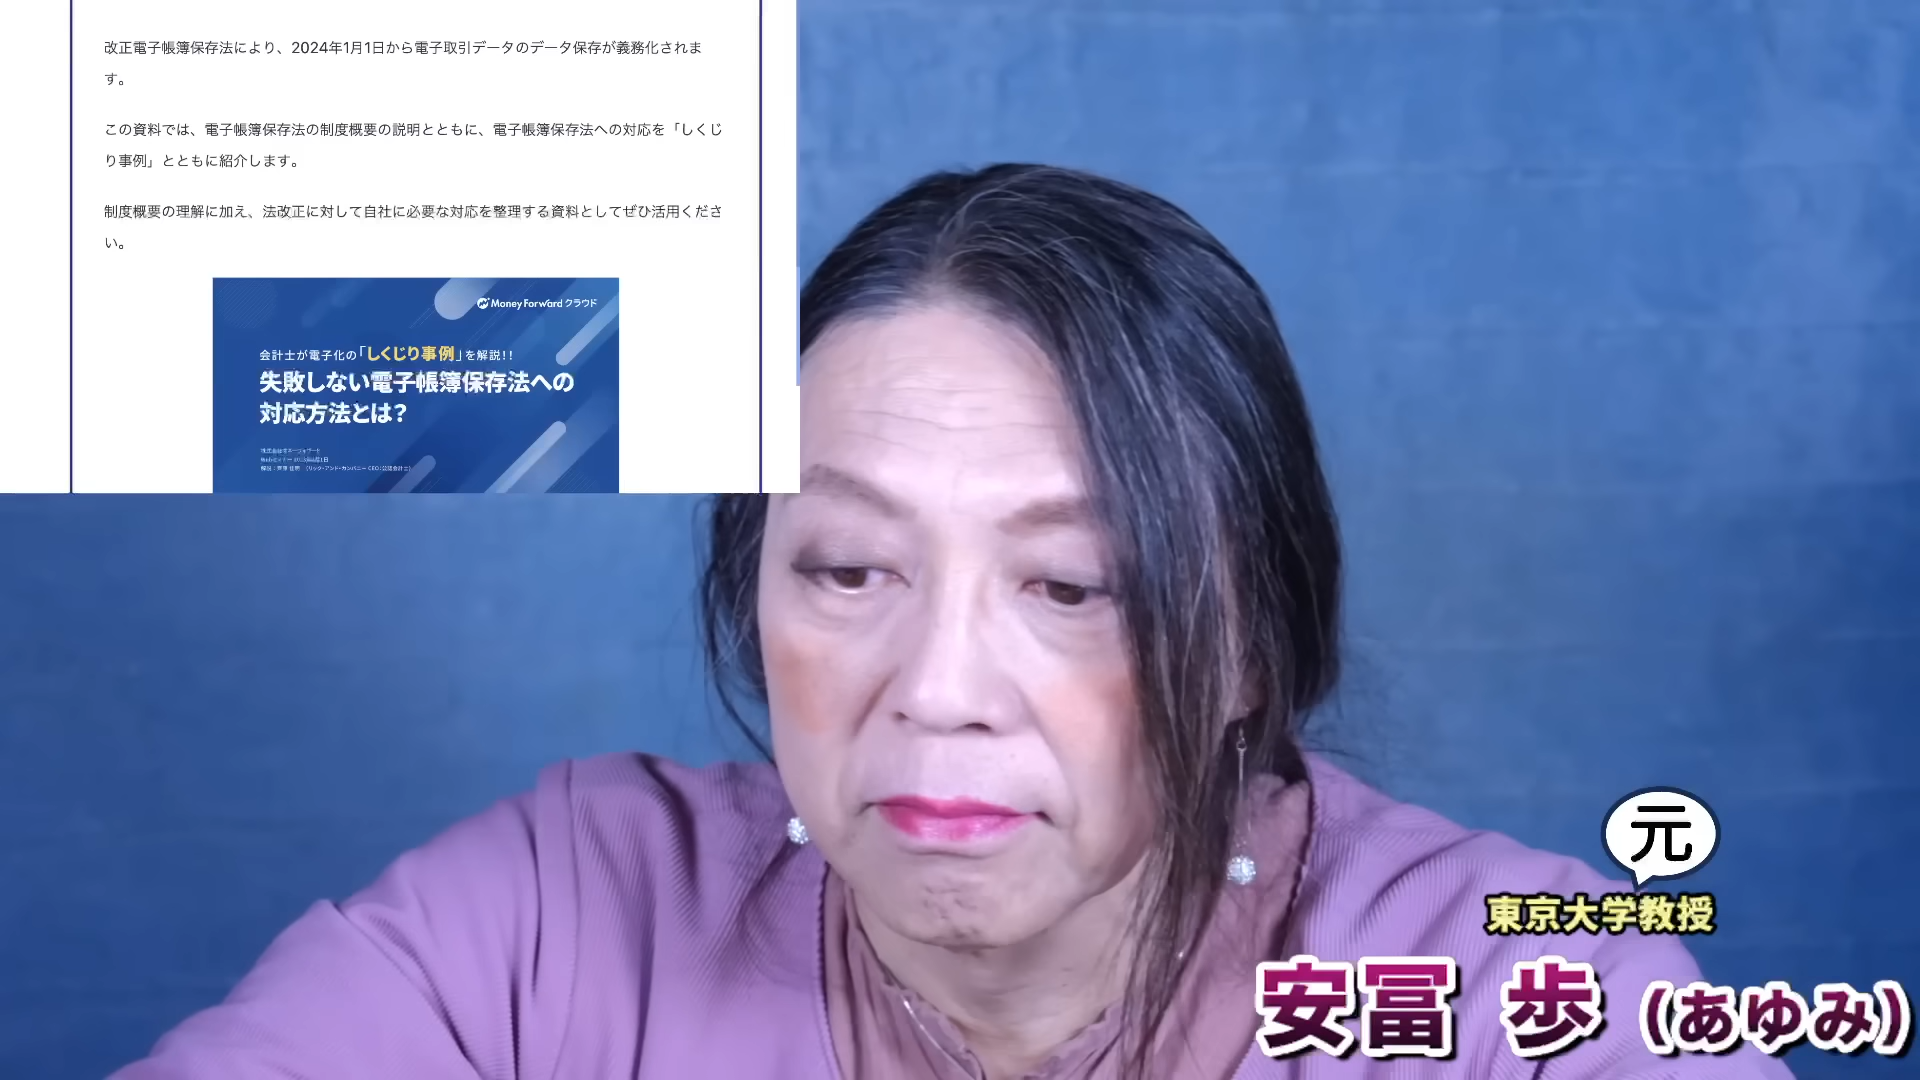 改正電子帳簿保存法により、2024年1月1日から電子取引データのデータ保存が義務化されま
す。
この資料では、電子帳簿保存法の制度概要の説明とともに、電子帳簿保存法への対応を「しくじ
り事例」とともに紹介します。
制度概要の理解に加え、法改正に対して自社に必要な対応を整理する資料としてぜひ活用くださ
い。
Money Forward クラウド
会計士が電子化の「しくじり事例」を解説!!
失敗しない電子帳簿保存法への
対応方法とは?
元
東京大学教授
安冨 歩 (あゆみ)